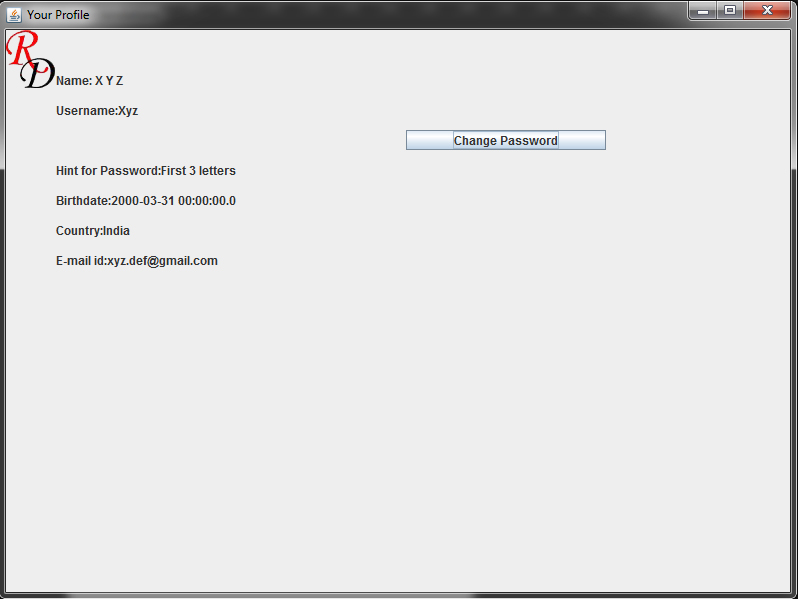 Your Profile
RD
Name: X Y Z
Username:Xyz
Change Password
Hint for Password:First 3 letters
Birthdate:2000-03-31 00:00:00.0
Country:India
E-mail id:xyz.def@gmail.com